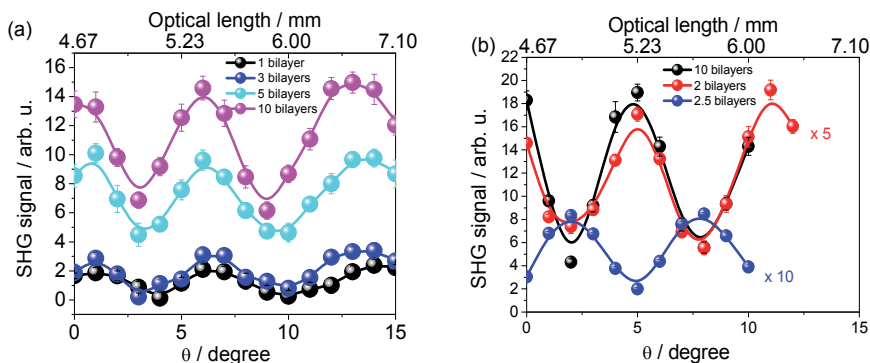 (a)
Optical length / mm
4.67 5.23 6.00 7.10
16
14
12
10
8
6
4
2
0
SHG signal / arb. u.
1 bilayer
3 bilayers
5 bilayers
10 bilayers
0 5 10 15
θ / degree
(b)
Optical length / mm
4.67 5.23 6.00 7.10
22
20
18
16
14
12
10
8
6
4
2
0
SHG signal / arb. u.
10 bilayers
2 bilayers
2.5 bilayers
x 5
x 10
0 5 10 15
θ / degree